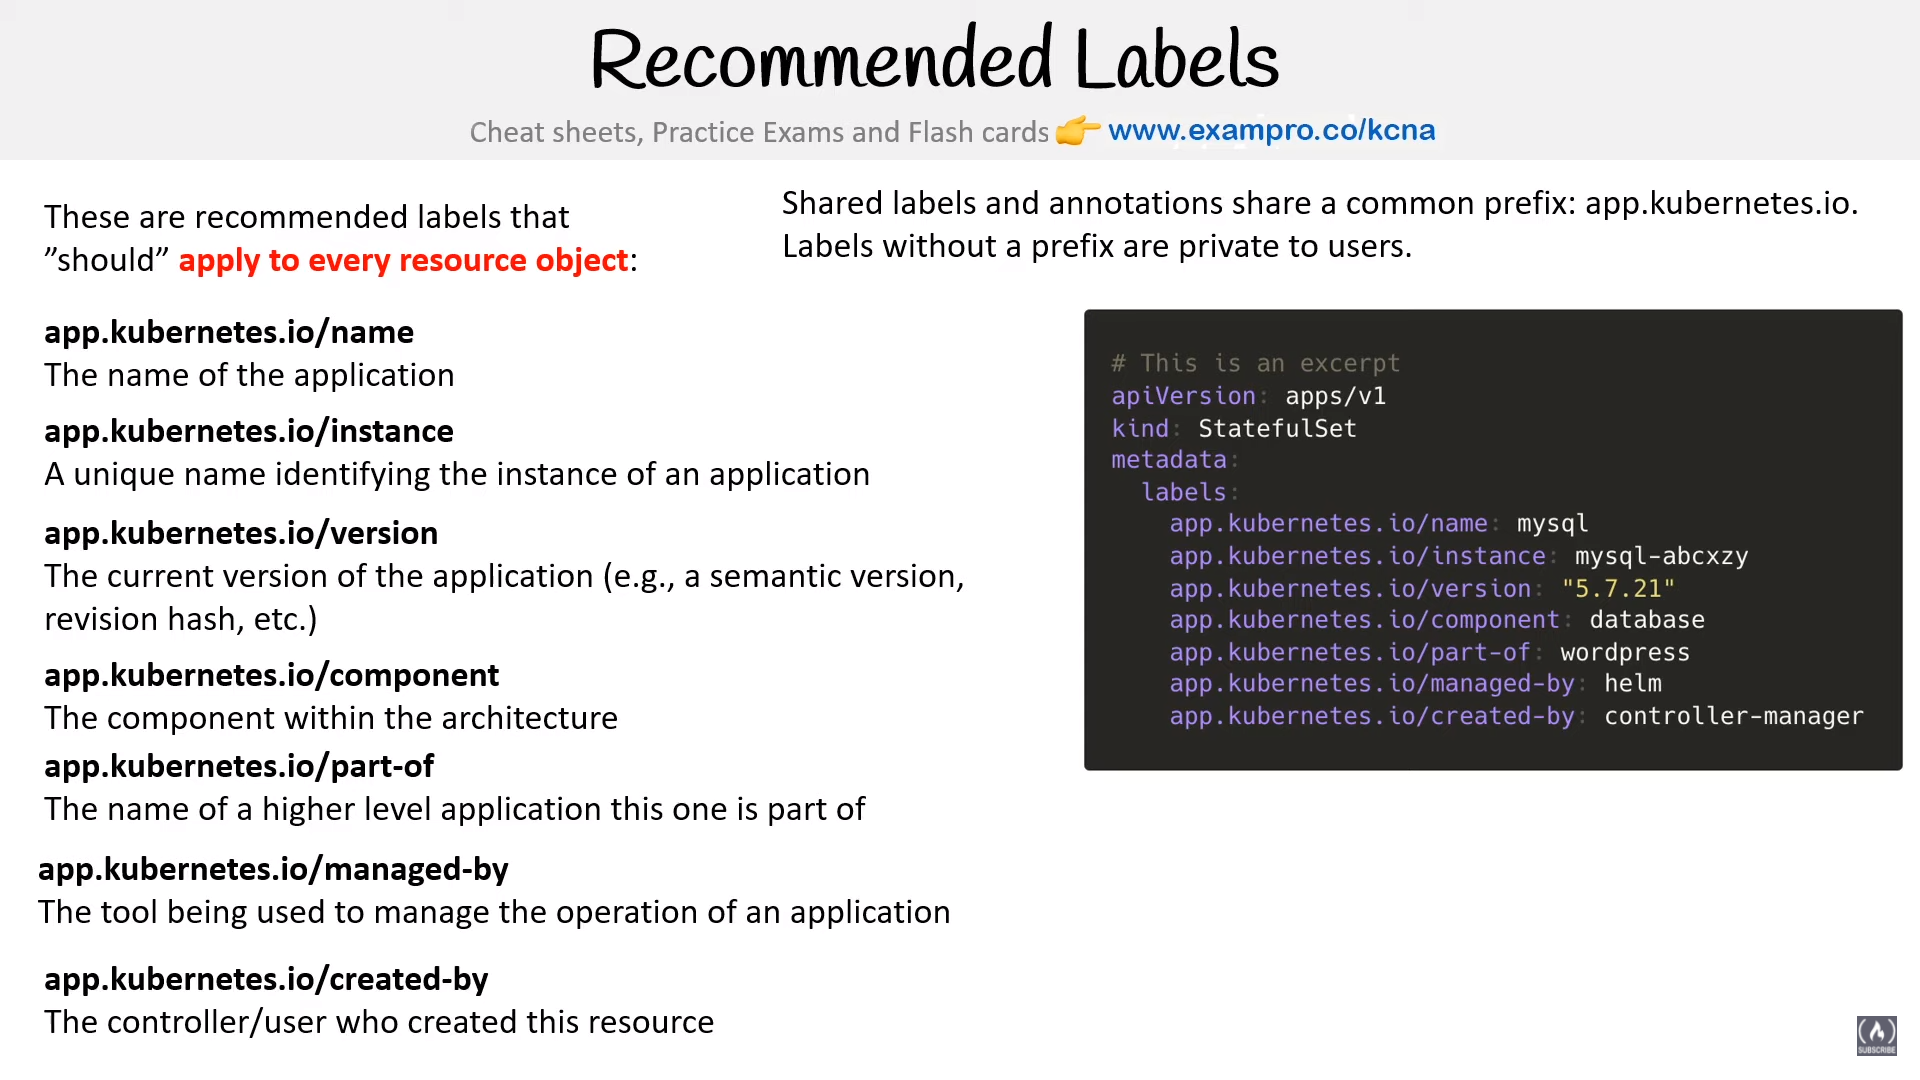 Recommended Labels
Cheat sheets, Practice Exams and Flash cards 👉 www.exampro.co/kcna
These are recommended labels that
”should” apply to every resource object:
app.kubernetes.io/name
The name of the application
app.kubernetes.io/instance
A unique name identifying the instance of an application
app.kubernetes.io/version
The current version of the application (e.g., a semantic version,
revision hash, etc.)
app.kubernetes.io/component
The component within the architecture
app.kubernetes.io/part-of
The name of a higher level application this one is part of
app.kubernetes.io/managed-by
The tool being used to manage the operation of an application
app.kubernetes.io/created-by
The controller/user who created this resource
Shared labels and annotations share a common prefix: app.kubernetes.io.
Labels without a prefix are private to users.
# This is an excerpt
apiVersion: apps/v1
kind: StatefulSet
metadata:
  labels:
    app.kubernetes.io/name: mysql
    app.kubernetes.io/instance: mysql-abcxzy
    app.kubernetes.io/version: "5.7.21"
    app.kubernetes.io/component: database
    app.kubernetes.io/part-of: wordpress
    app.kubernetes.io/managed-by: helm
    app.kubernetes.io/created-by: controller-manager
SUBSCRIBE